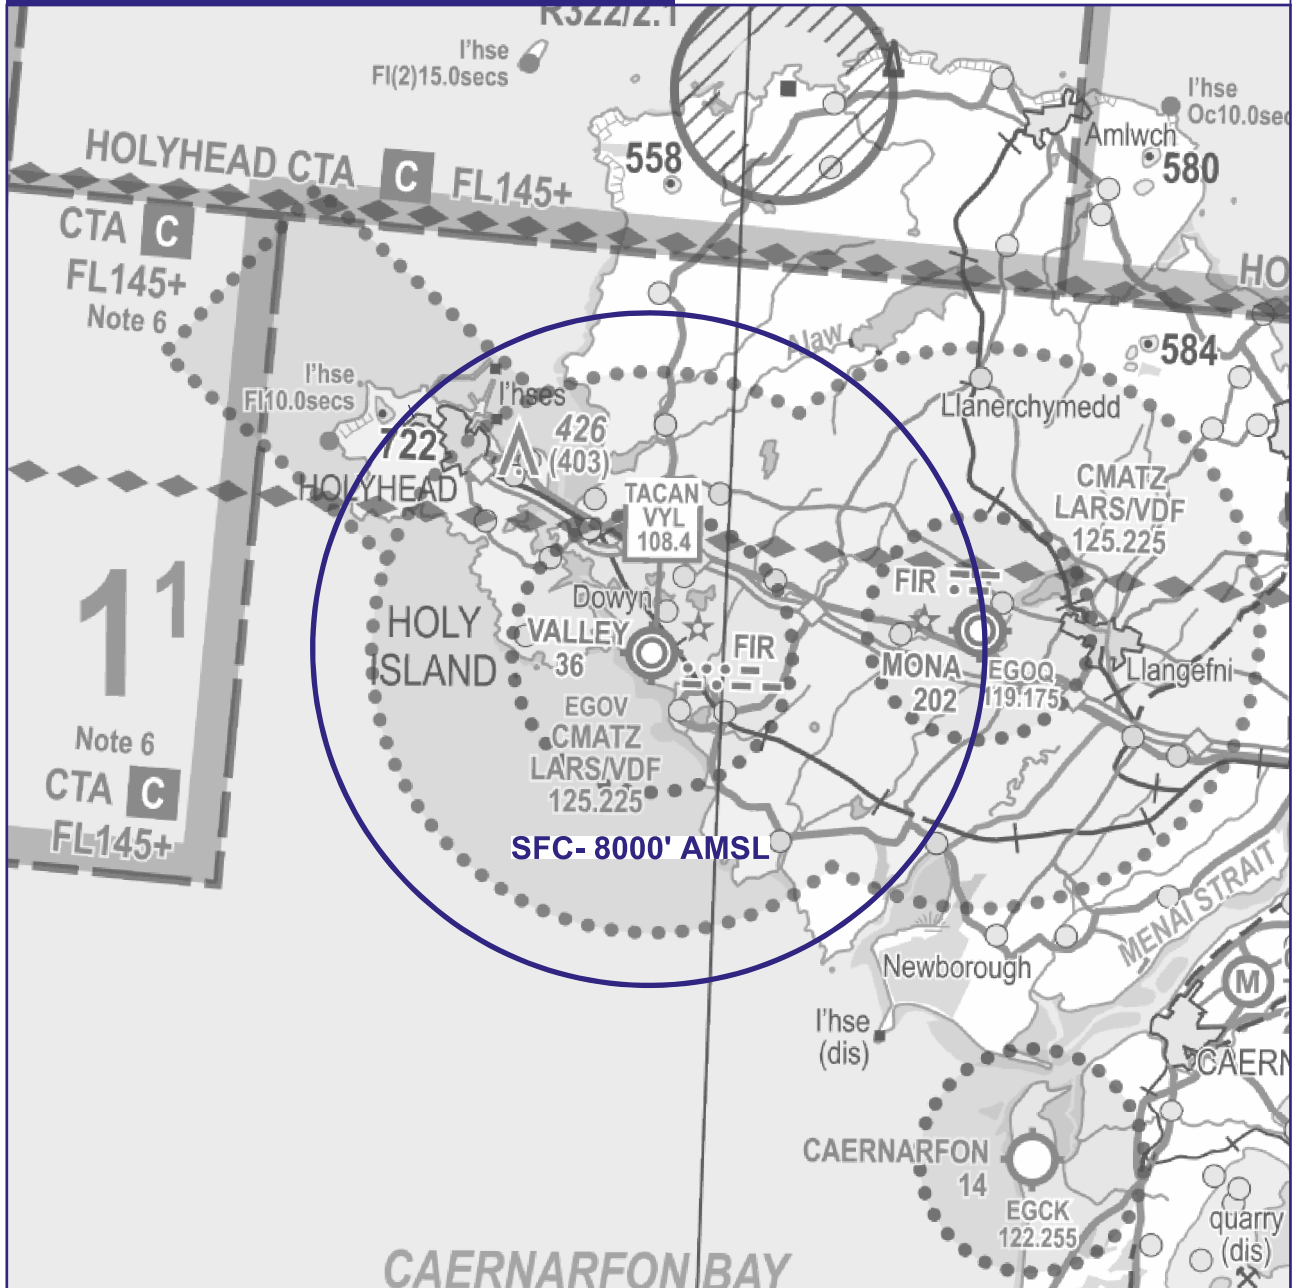 R322/2.1
l'hse
Fl(2)15.0secs
l'hse
Oc10.0sec
Amlwch
558
580
HOLYHEAD CTA C FL145+
CTA C
FL145+
Note 6
HO
584
Alaw
l'hse
Fl10.0secs
l'hses
426
(403)
722
HOLYHEAD
Llanerchymedd
CMATZ
LARS/VDF
125.225
TACAN
VYL
108.4
FIR
Dowyn
HOLY
ISLAND
VALLEY
36
FIR
MONA
202
EGOQ
119.175
Llangefni
EGOV
CMATZ
LARS/VDF
125.225
1 1
Note 6
CTA C
FL145+
SFC- 8000' AMSL
MENAI STRAIT
Newborough
M
l'hse
(dis)
CAERN
CAERNARFON
14
EGCK
122.255
quarry
(dis)
CAERNARFON BAY